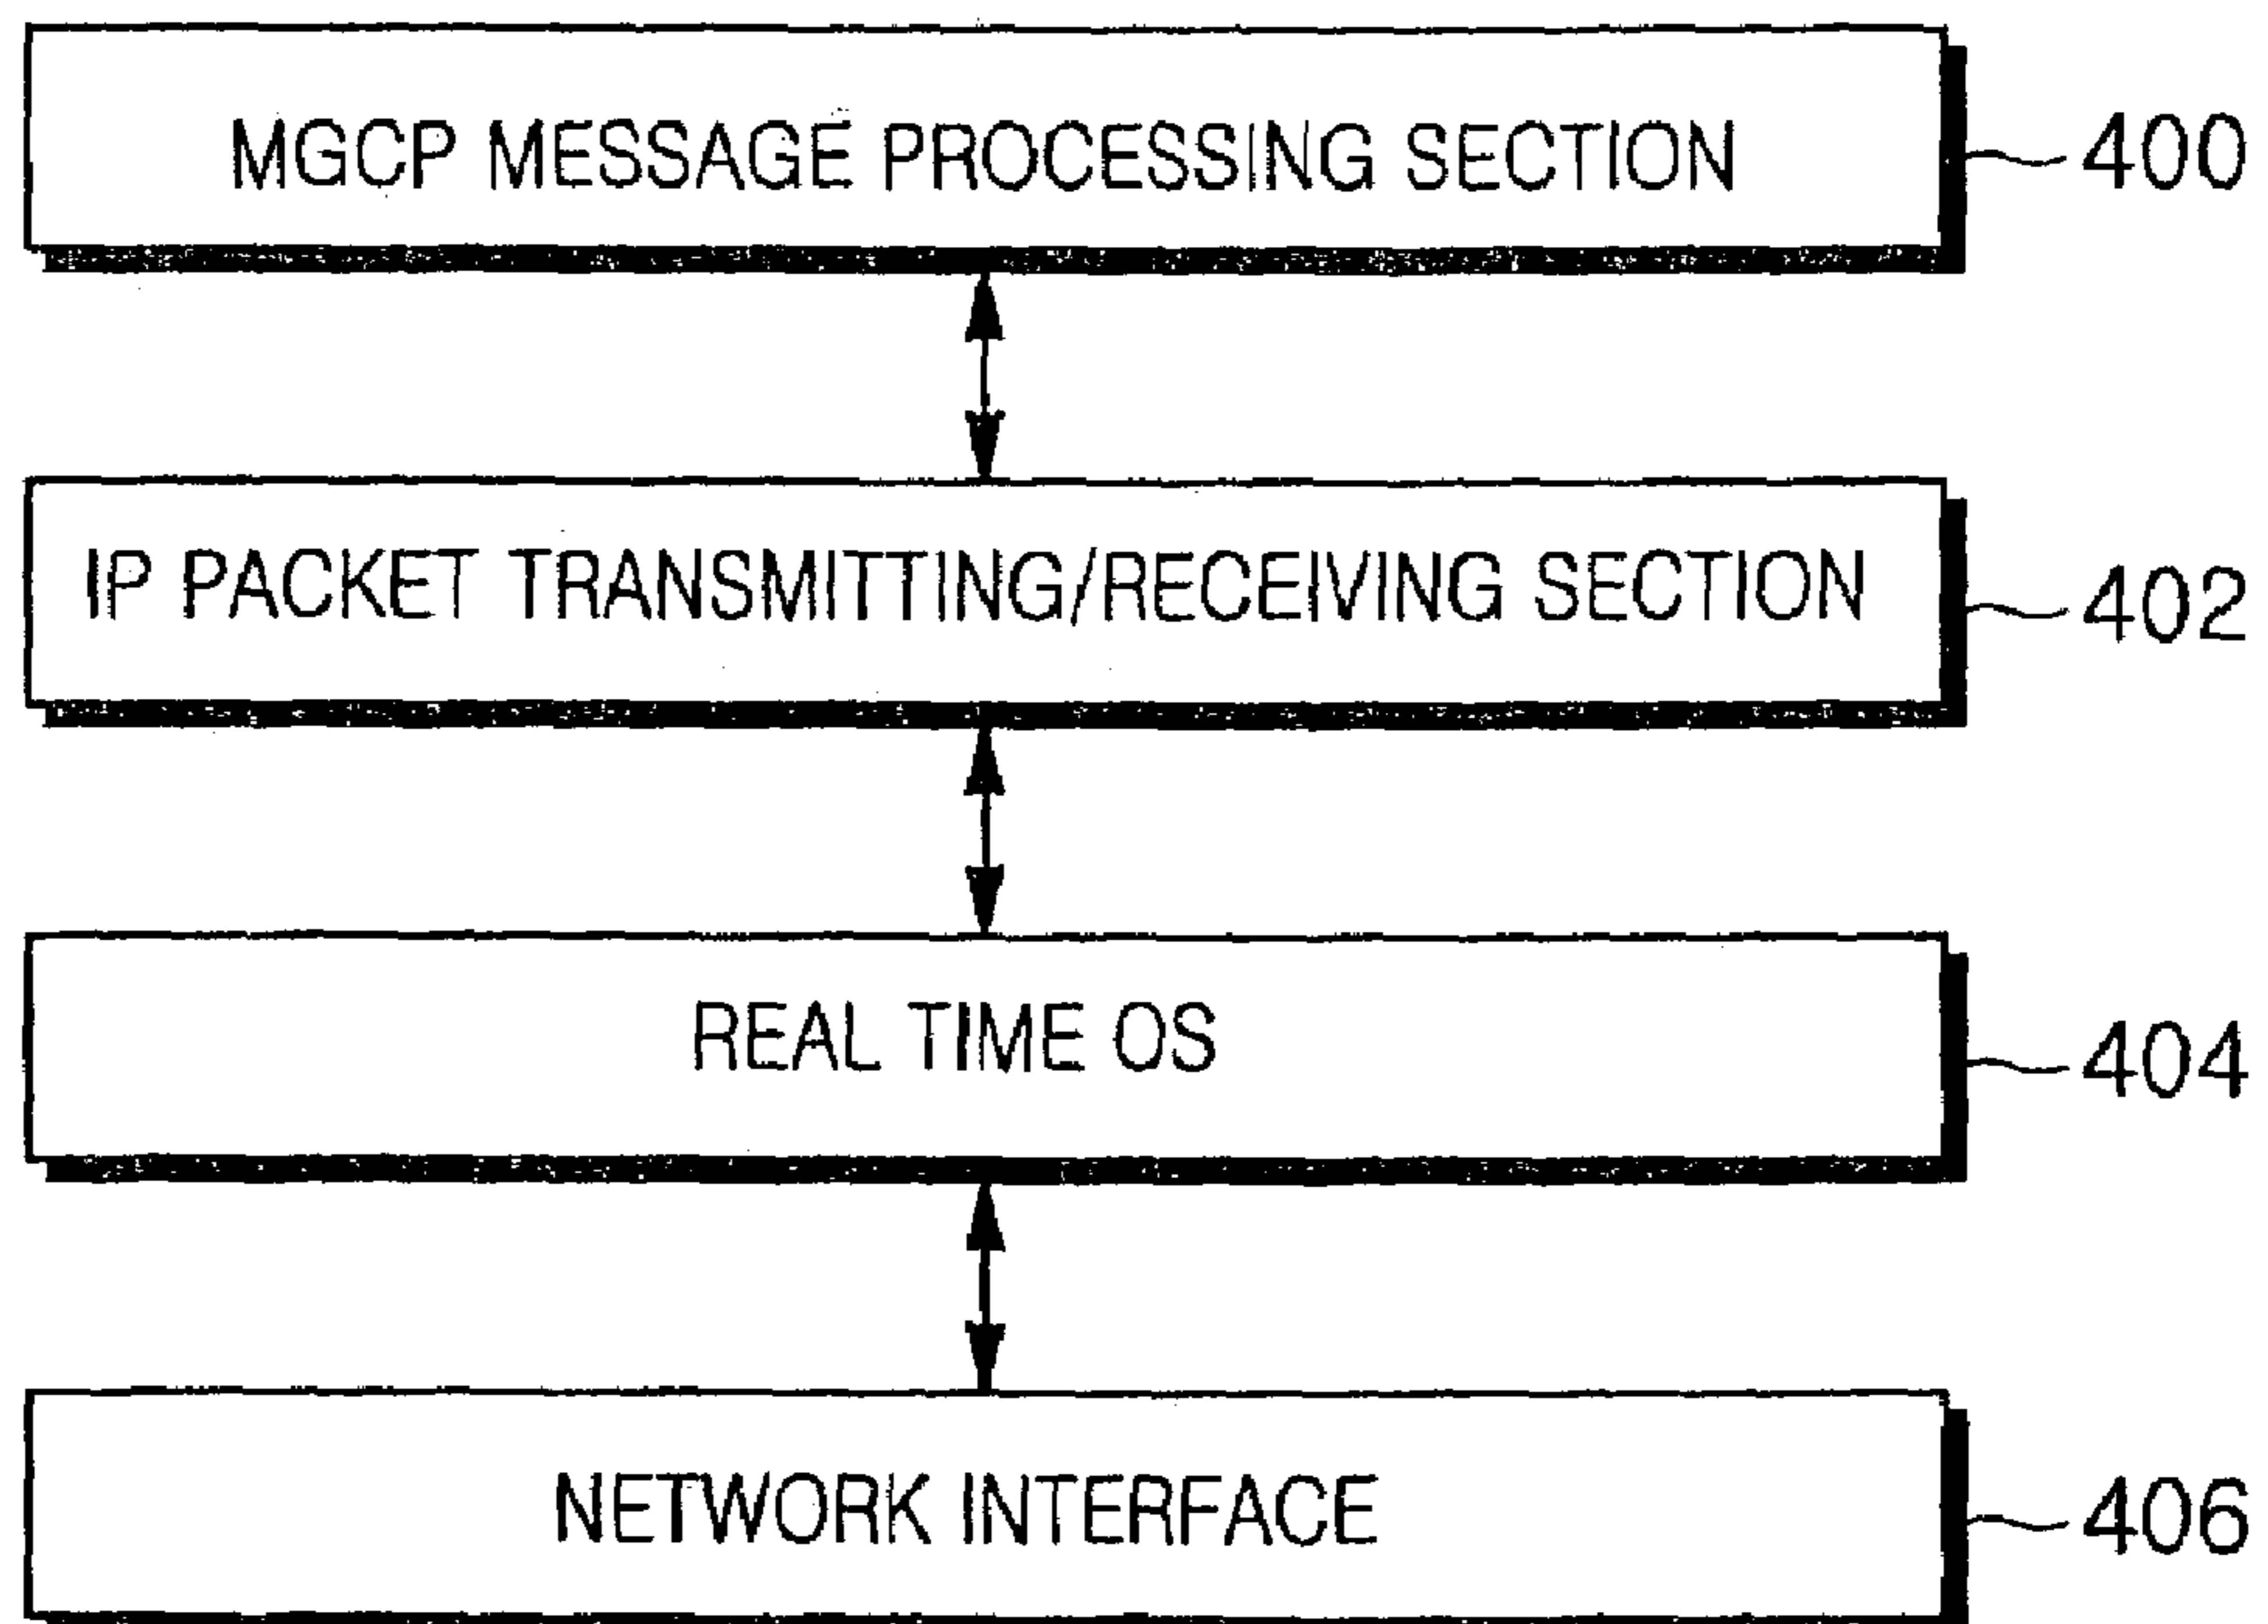 MGCP MESSAGE PROCESSING SECTION
400
IP PACKET TRANSMITTING/RECEIVING SECTION
402
REAL TIME OS
404
NETWORK INTERFACE
406